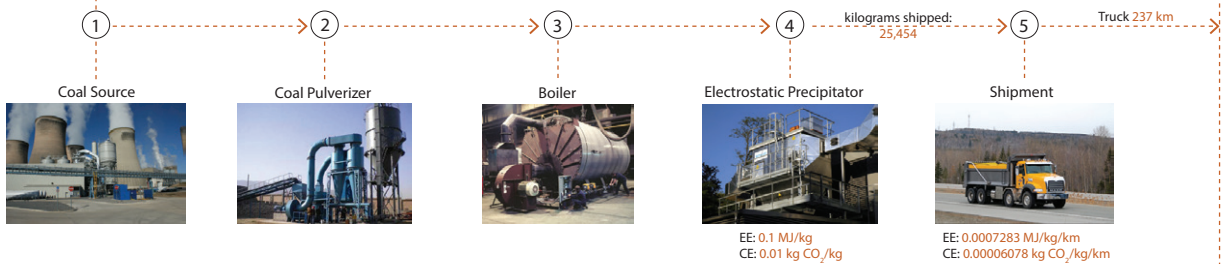 1
2
3
4
kilograms shipped:
25,454
5
Truck 237 km
Coal Source
Coal Pulverizer
Boiler
Electrostatic Precipitator
Shipment
EE: 0.1 MJ/kg
CE: 0.01 kg CO₂/kg
EE: 0.0007283 MJ/kg/km
CE: 0.00006078 kg CO₂/kg/km